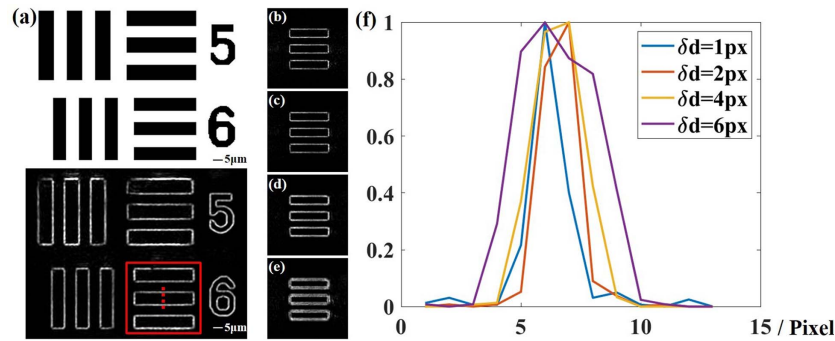 (a)
5
6
5μm
5
6
5μm
(b)
(c)
(d)
(e)
(f)
1
0.8
0.6
0.4
0.2
0
0 5 10 15 / Pixel
δd=1px
δd=2px
δd=4px
δd=6px